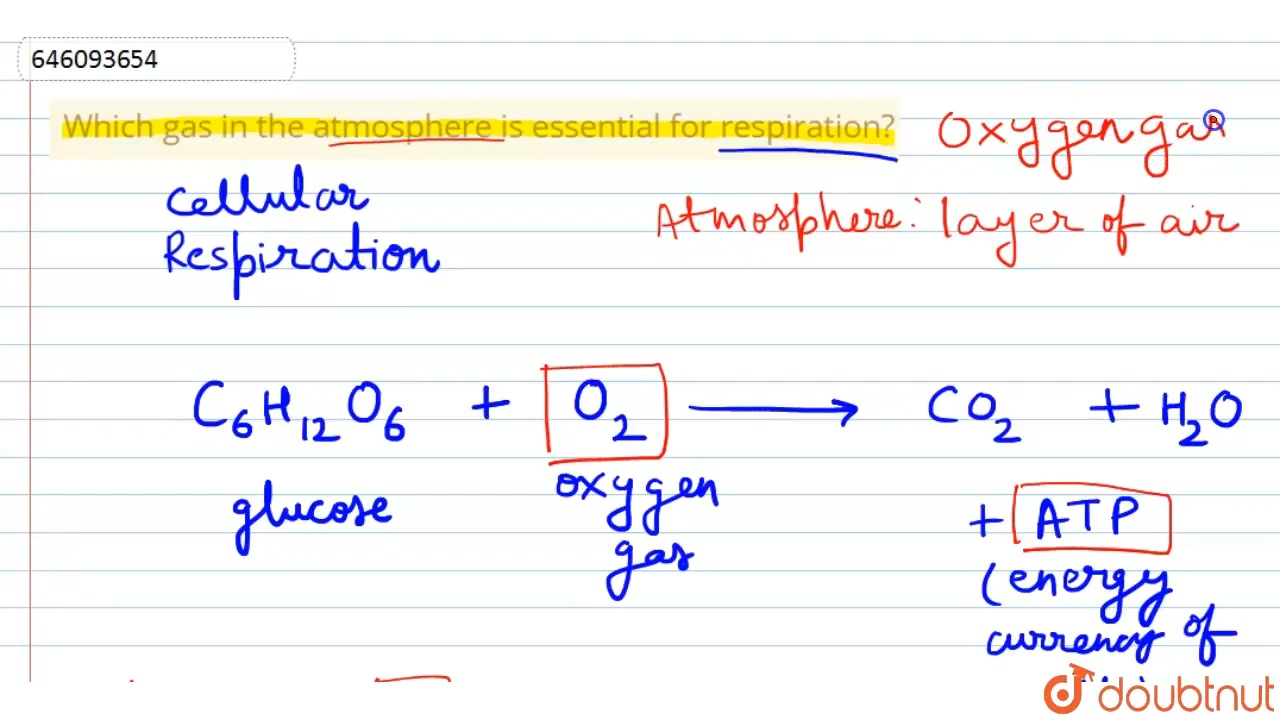 646093654
Which gas in the atmosphere is essential for respiration?
Oxygen gas
Cellular
Respiration
Atmosphere: layer of air
C6H12O6 + O2 → CO2 + H2O
glucose
oxygen
gas
+ ATP
(energy
currency of
doubtnut